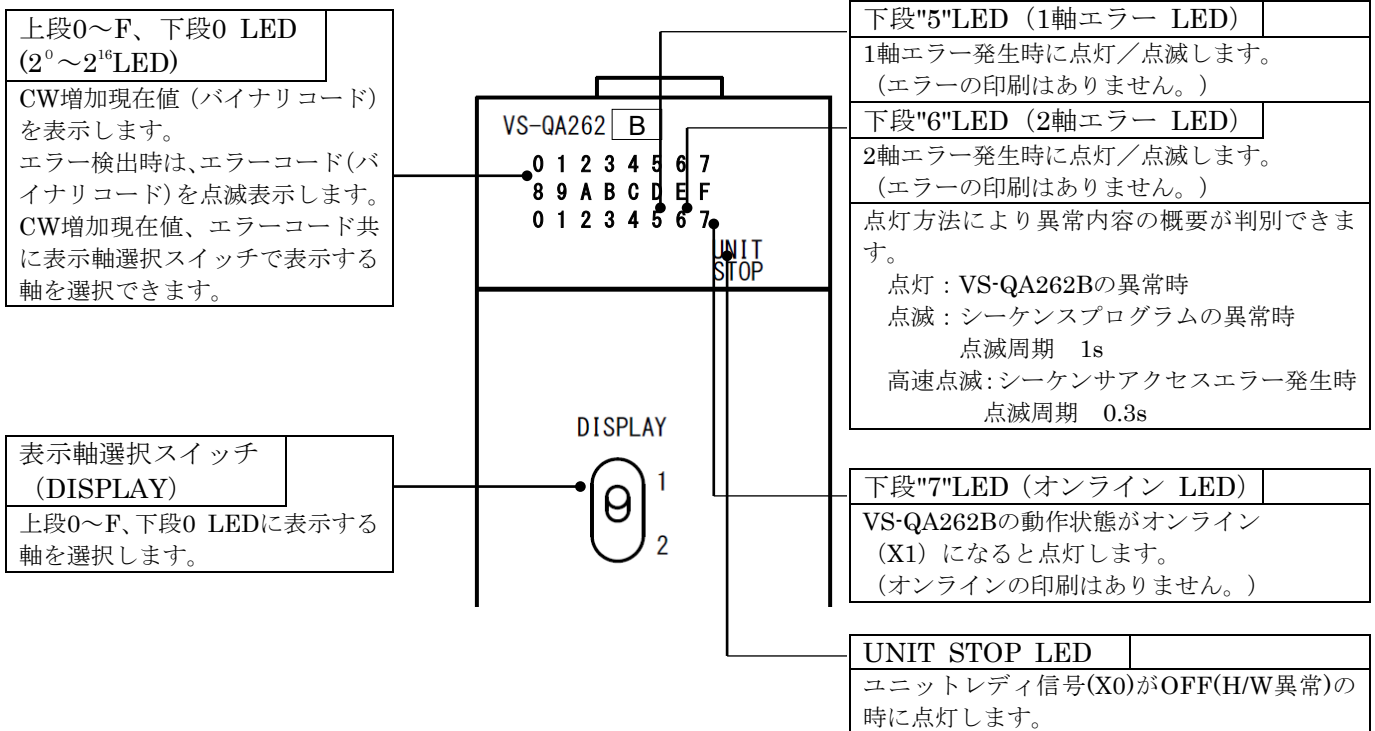 上段0～F、下段0 LED
(2⁰～2¹⁶LED)
CW増加現在値（バイナリコード）
を表示します。
エラー検出時は、エラーコード（バ
イナリコード）を点滅表示します。
CW増加現在値、エラーコード共
に表示軸選択スイッチで表示する
軸を選択できます。
表示軸選択スイッチ
（DISPLAY）
上段0～F、下段0 LEDに表示する
軸を選択します。
VS-QA262 B
0 1 2 3 4 5 6 7
8 9 A B C D E F
0 1 2 3 4 5 6 7
UNIT
STOP
DISPLAY
1
2
下段"5"LED（1軸エラー LED）
1軸エラー発生時に点灯／点滅します。
（エラーの印刷はありません。）
下段"6"LED（2軸エラー LED）
2軸エラー発生時に点灯／点滅します。
（エラーの印刷はありません。）
点灯方法により異常内容の概要が判別できま
す。
点灯：VS-QA262Bの異常時
点滅：シーケンスプログラムの異常時
点滅周期 1s
高速点滅：シーケンサアクセスエラー発生時
点滅周期 0.3s
下段"7"LED（オンライン LED）
VS-QA262Bの動作状態がオンライン
（X1）になると点灯します。
（オンラインの印刷はありません。）
UNIT STOP LED
ユニットレディ信号(X0)がOFF(H/W異常)の
時に点灯します。